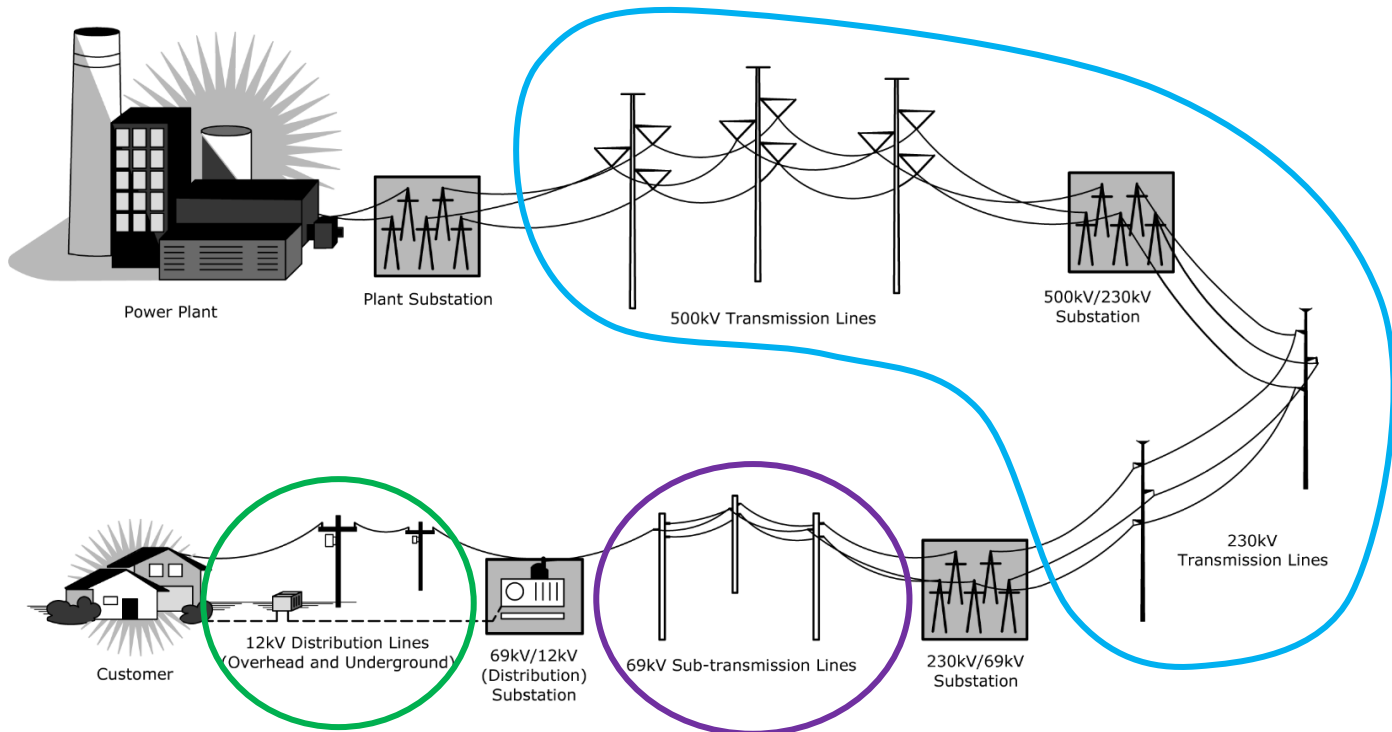 Power Plant
Plant Substation
500kV Transmission Lines
500kV/230kV
Substation
230kV
Transmission Lines
230kV/69kV
Substation
69kV Sub-transmission Lines
69kV/12kV
(Distribution)
Substation
12kV Distribution Lines
(Overhead and Underground)
Customer